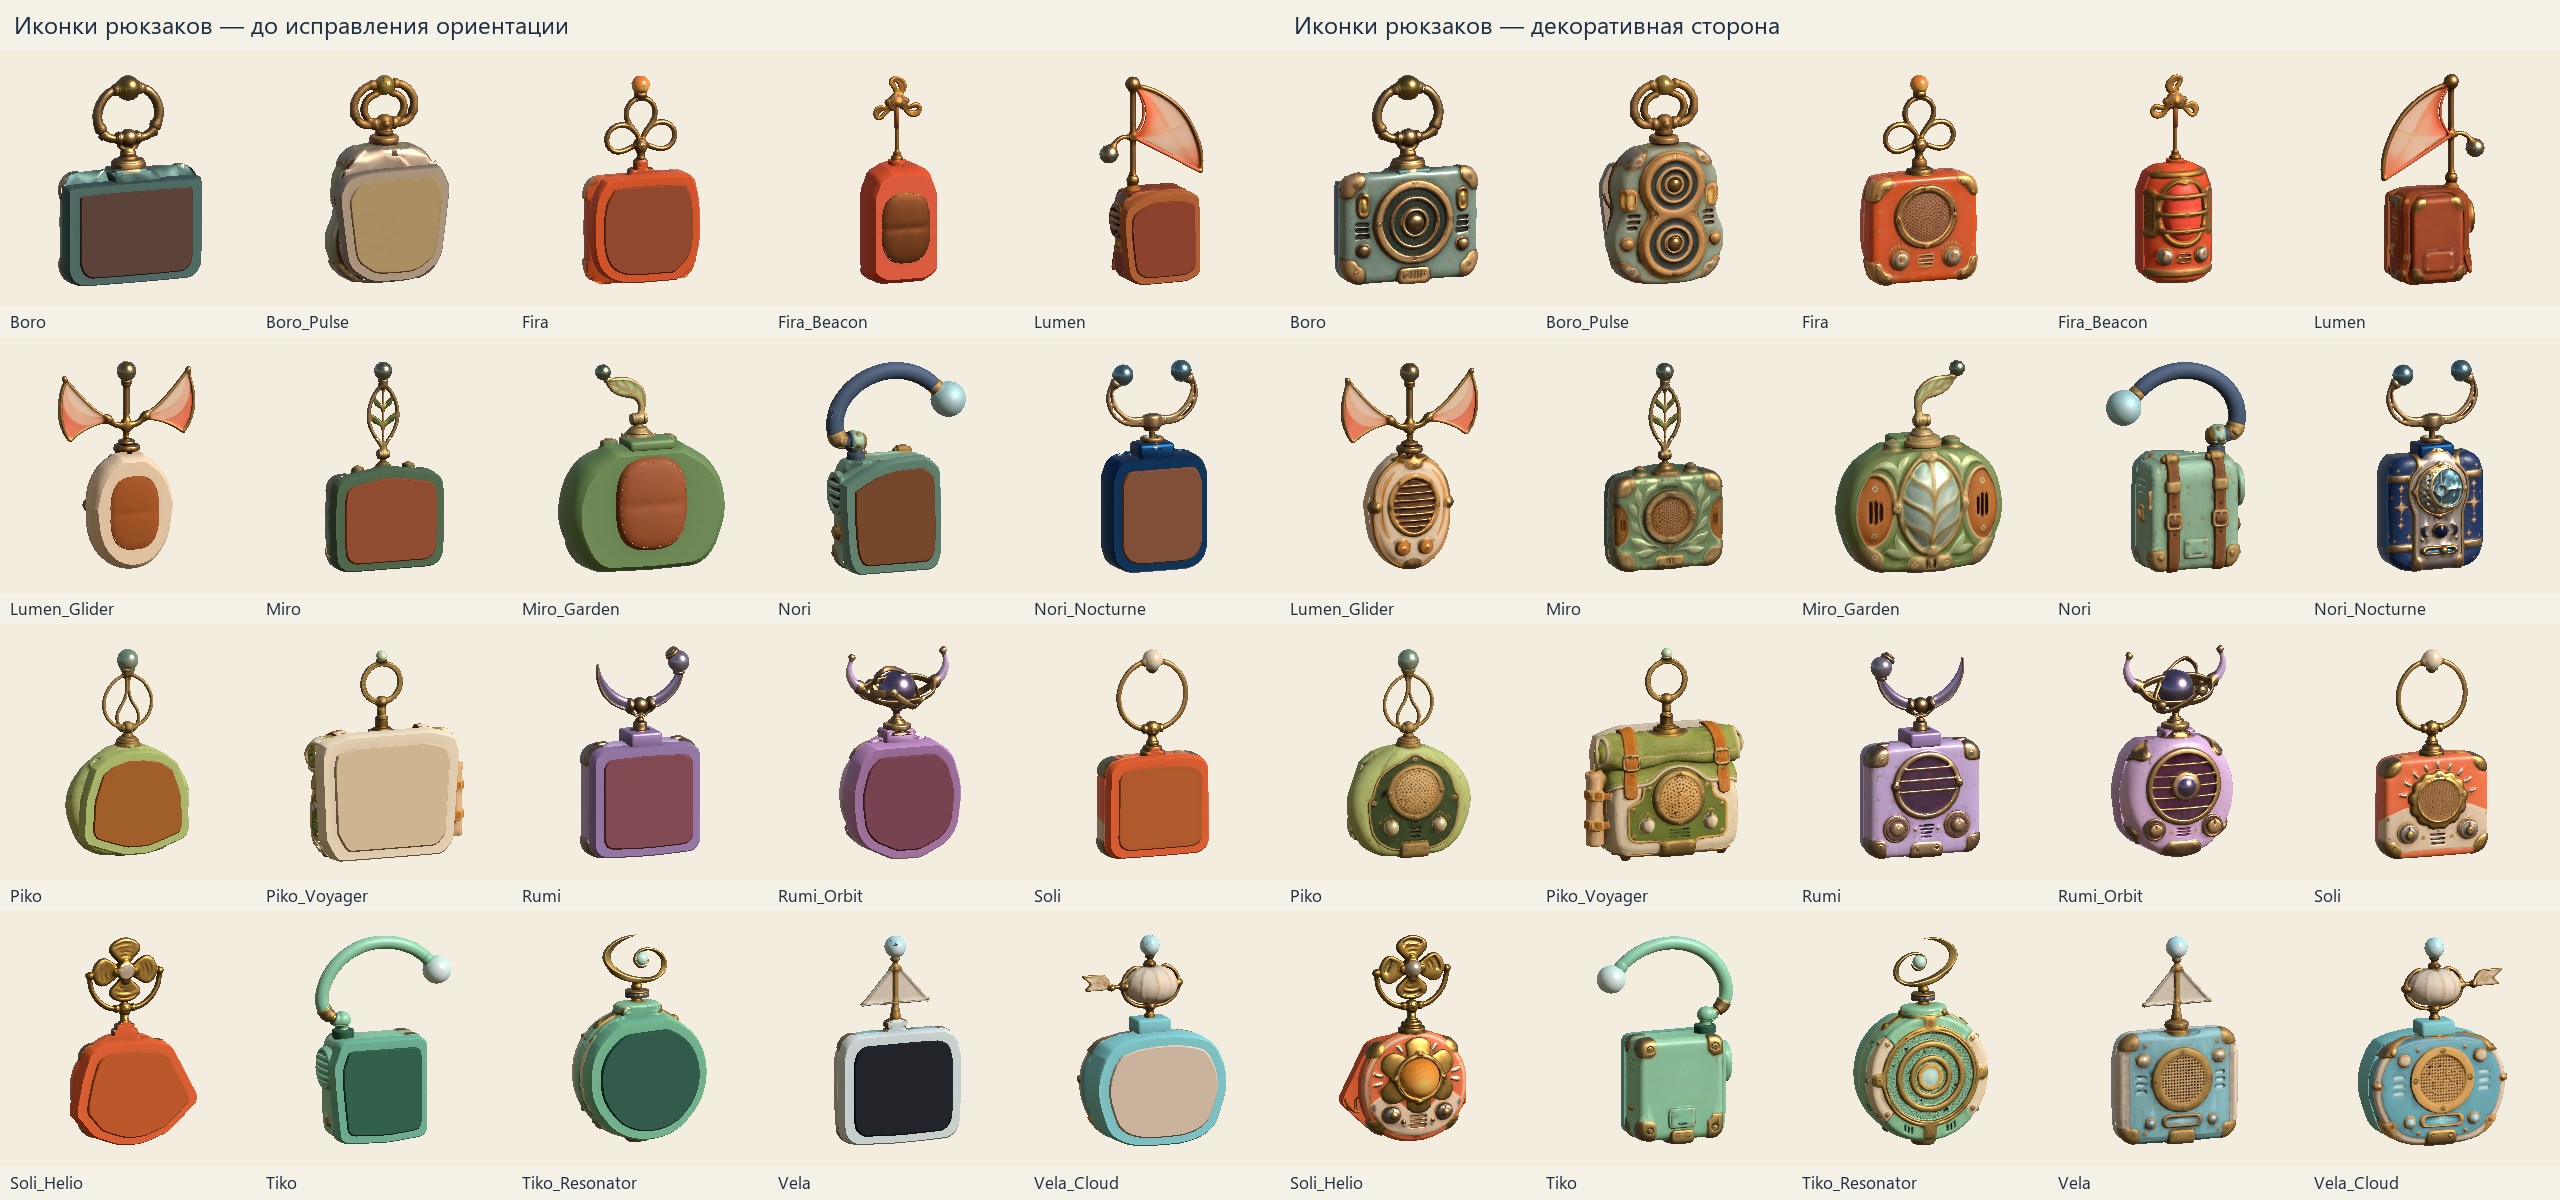 Иконки рюкзаков — до исправления ориентации
Иконки рюкзаков — декоративная сторона
Boro
Boro_Pulse
Fira
Fira_Beacon
Lumen
Boro
Boro_Pulse
Fira
Fira_Beacon
Lumen
Lumen_Glider
Miro
Miro_Garden
Nori
Nori_Nocturne
Lumen_Glider
Miro
Miro_Garden
Nori
Nori_Nocturne
Piko
Piko_Voyager
Rumi
Rumi_Orbit
Soli
Piko
Piko_Voyager
Rumi
Rumi_Orbit
Soli
Soli_Helio
Tiko
Tiko_Resonator
Vela
Vela_Cloud
Soli_Helio
Tiko
Tiko_Resonator
Vela
Vela_Cloud